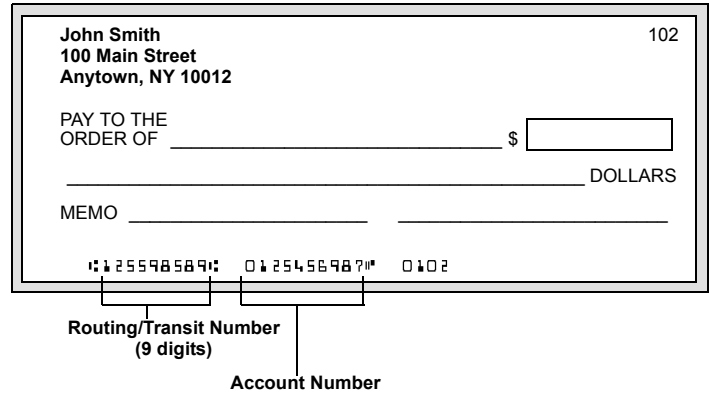 John Smith 102
100 Main Street
Anytown, NY 10012
PAY TO THE
ORDER OF $
DOLLARS
MEMO
⑆125598589⑆ 0125456987⑈ 0102
Routing/Transit Number
(9 digits)
Account Number